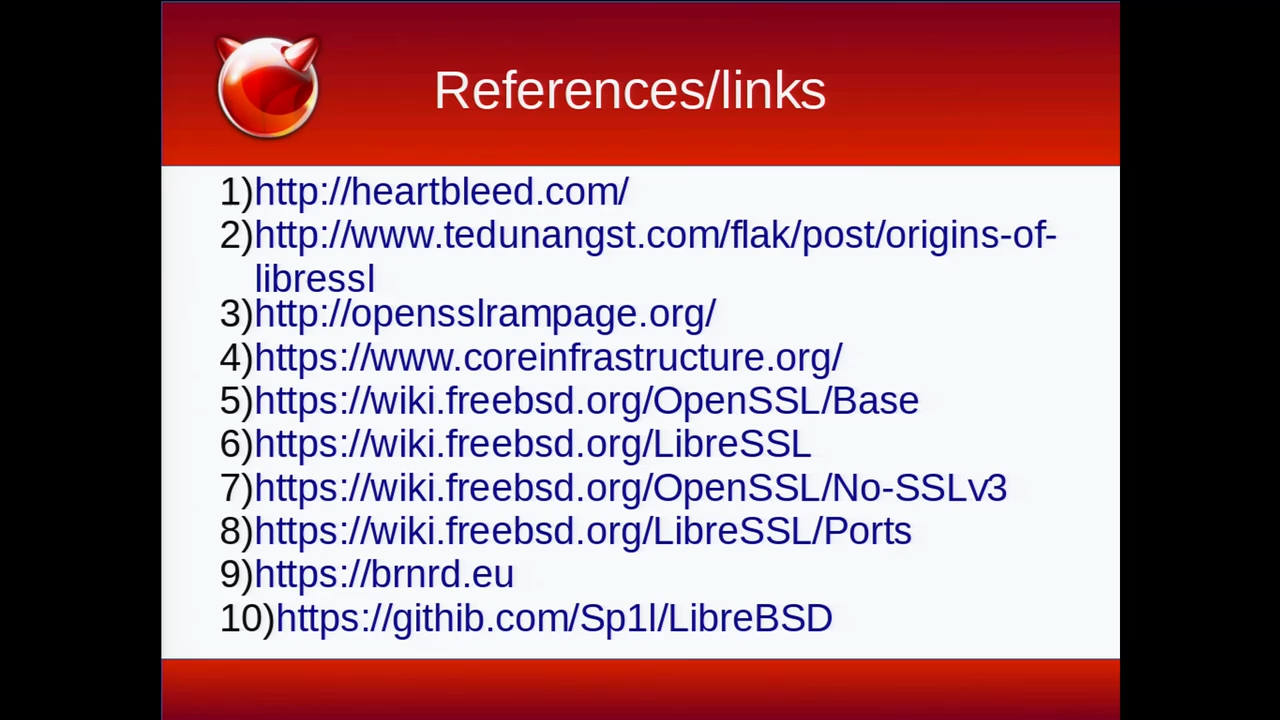 References/links
1)http://heartbleed.com/
2)http://www.tedunangst.com/flak/post/origins-of-
libressl
3)http://opensslrampage.org/
4)https://www.coreinfrastructure.org/
5)https://wiki.freebsd.org/OpenSSL/Base
6)https://wiki.freebsd.org/LibreSSL
7)https://wiki.freebsd.org/OpenSSL/No-SSLv3
8)https://wiki.freebsd.org/LibreSSL/Ports
9)https://brnrd.eu
10)https://githib.com/Sp1l/LibreBSD